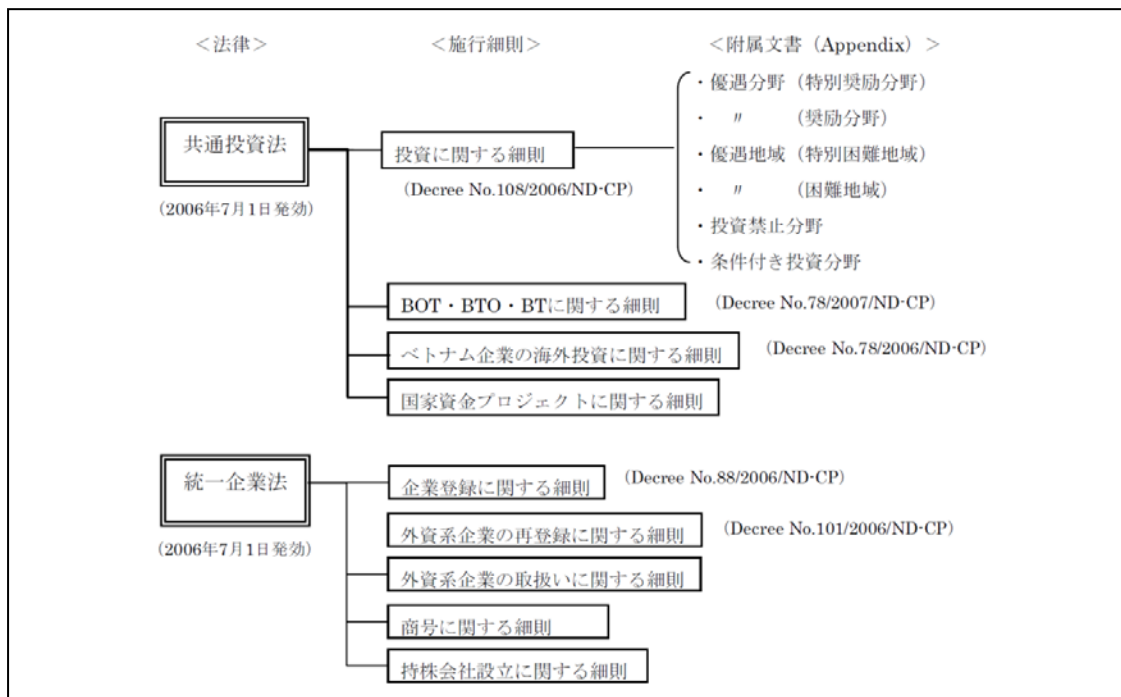 ＜法律＞ ＜施行細則＞ ＜附属文書（Appendix）＞
・優遇分野（特別奨励分野）
・　〃　（奨励分野）
共通投資法 投資に関する細則 ・優遇地域（特別困難地域）
(Decree No.108/2006/ND-CP) ・　〃　（困難地域）
（2006年7月1日発効）
・投資禁止分野
・条件付き投資分野
BOT・BTO・BTに関する細則 (Decree No.78/2007/ND-CP)
ベトナム企業の海外投資に関する細則 (Decree No.78/2006/ND-CP)
国家資金プロジェクトに関する細則
統一企業法 企業登録に関する細則 (Decree No.88/2006/ND-CP)
（2006年7月1日発効） 外資系企業の再登録に関する細則 (Decree No.101/2006/ND-CP)
外資系企業の取扱いに関する細則
商号に関する細則
持株会社設立に関する細則